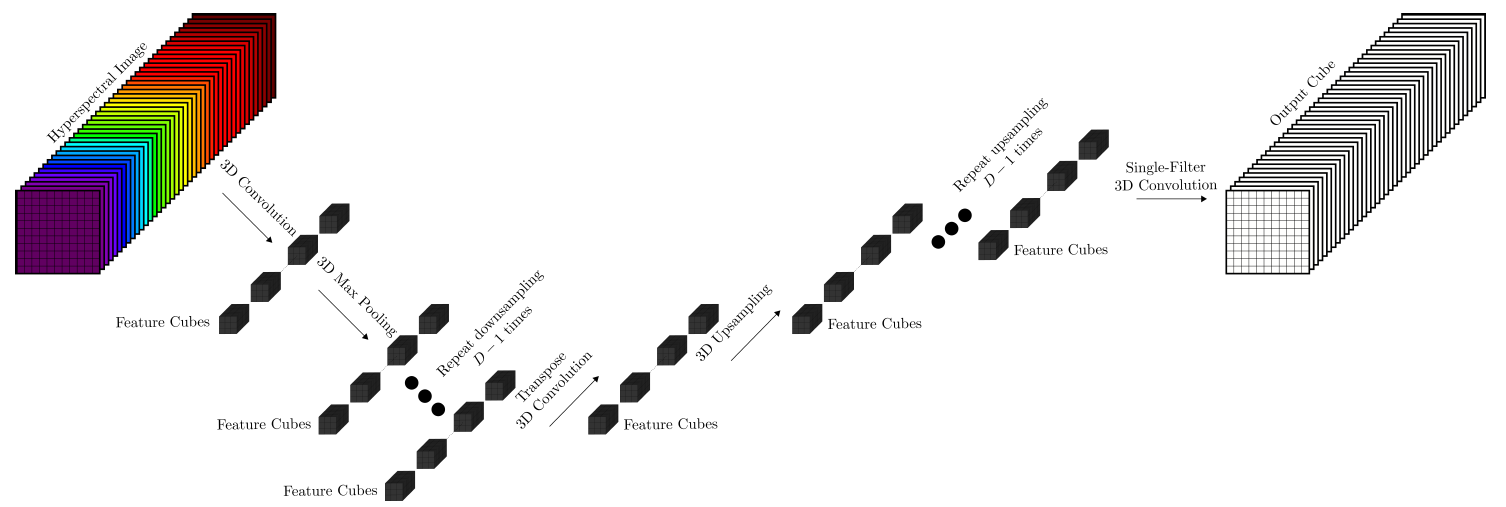 Hyperspectral Image
3D Convolution
Feature Cubes
3D Max Pooling
Feature Cubes
Repeat downsampling
D − 1 times
Feature Cubes
Transpose
3D Convolution
Feature Cubes
3D Upsampling
Feature Cubes
Repeat upsampling
D − 1 times
Feature Cubes
Single-Filter
3D Convolution
Output Cube